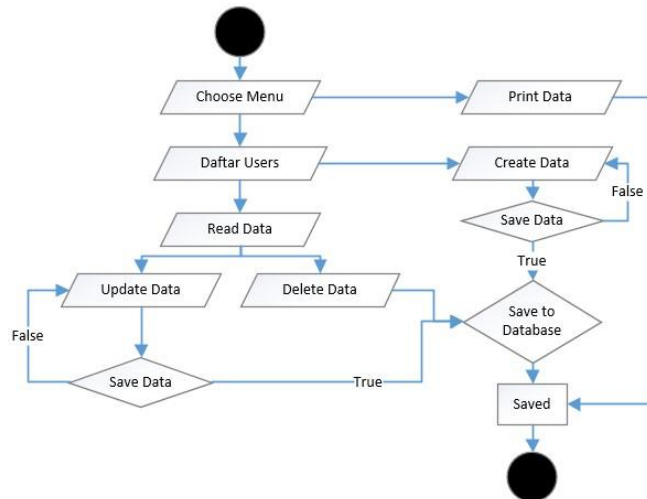 Choose Menu
Print Data
Daftar Users
Create Data
False
Read Data
Save Data
True
Update Data
Delete Data
Save to
Database
False
Save Data
True
Saved